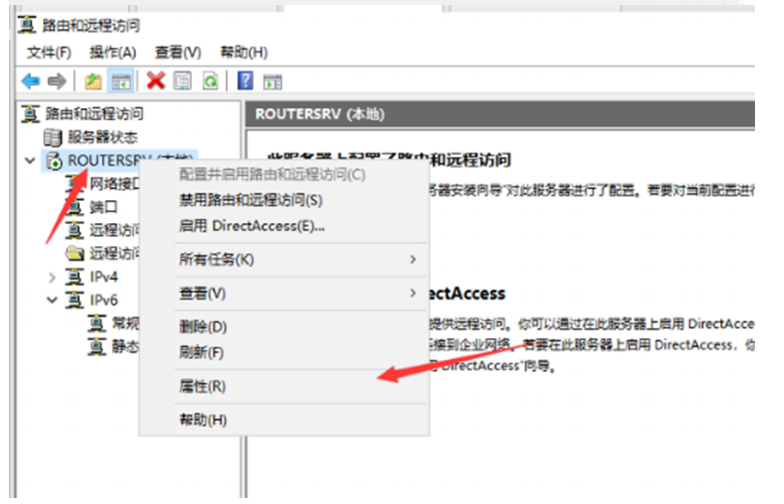 路由和远程访问
文件(F) 操作(A) 查看(V) 帮助(H)
路由和远程访问
服务器状态
ROUTERSRV
网络接口
端口
远程访问
远程访问
IPv4
IPv6
常规
静态
配置并启用路由和远程访问(C)
禁用路由和远程访问(S)
启用 DirectAccess(E)...
所有任务(K)
查看(V)
删除(D)
刷新(F)
属性(R)
帮助(H)
ROUTERSRV (本地)
此服务器上配置了路由和远程访问
务器安装向导"对此服务器进行了配置。若要对当前配置进行
ectAccess
提供远程访问。你可以通过在此服务器上启用 DirectAcce
连接到企业网络。若要在此服务器上启用 DirectAccess，
DirectAccess"向导。